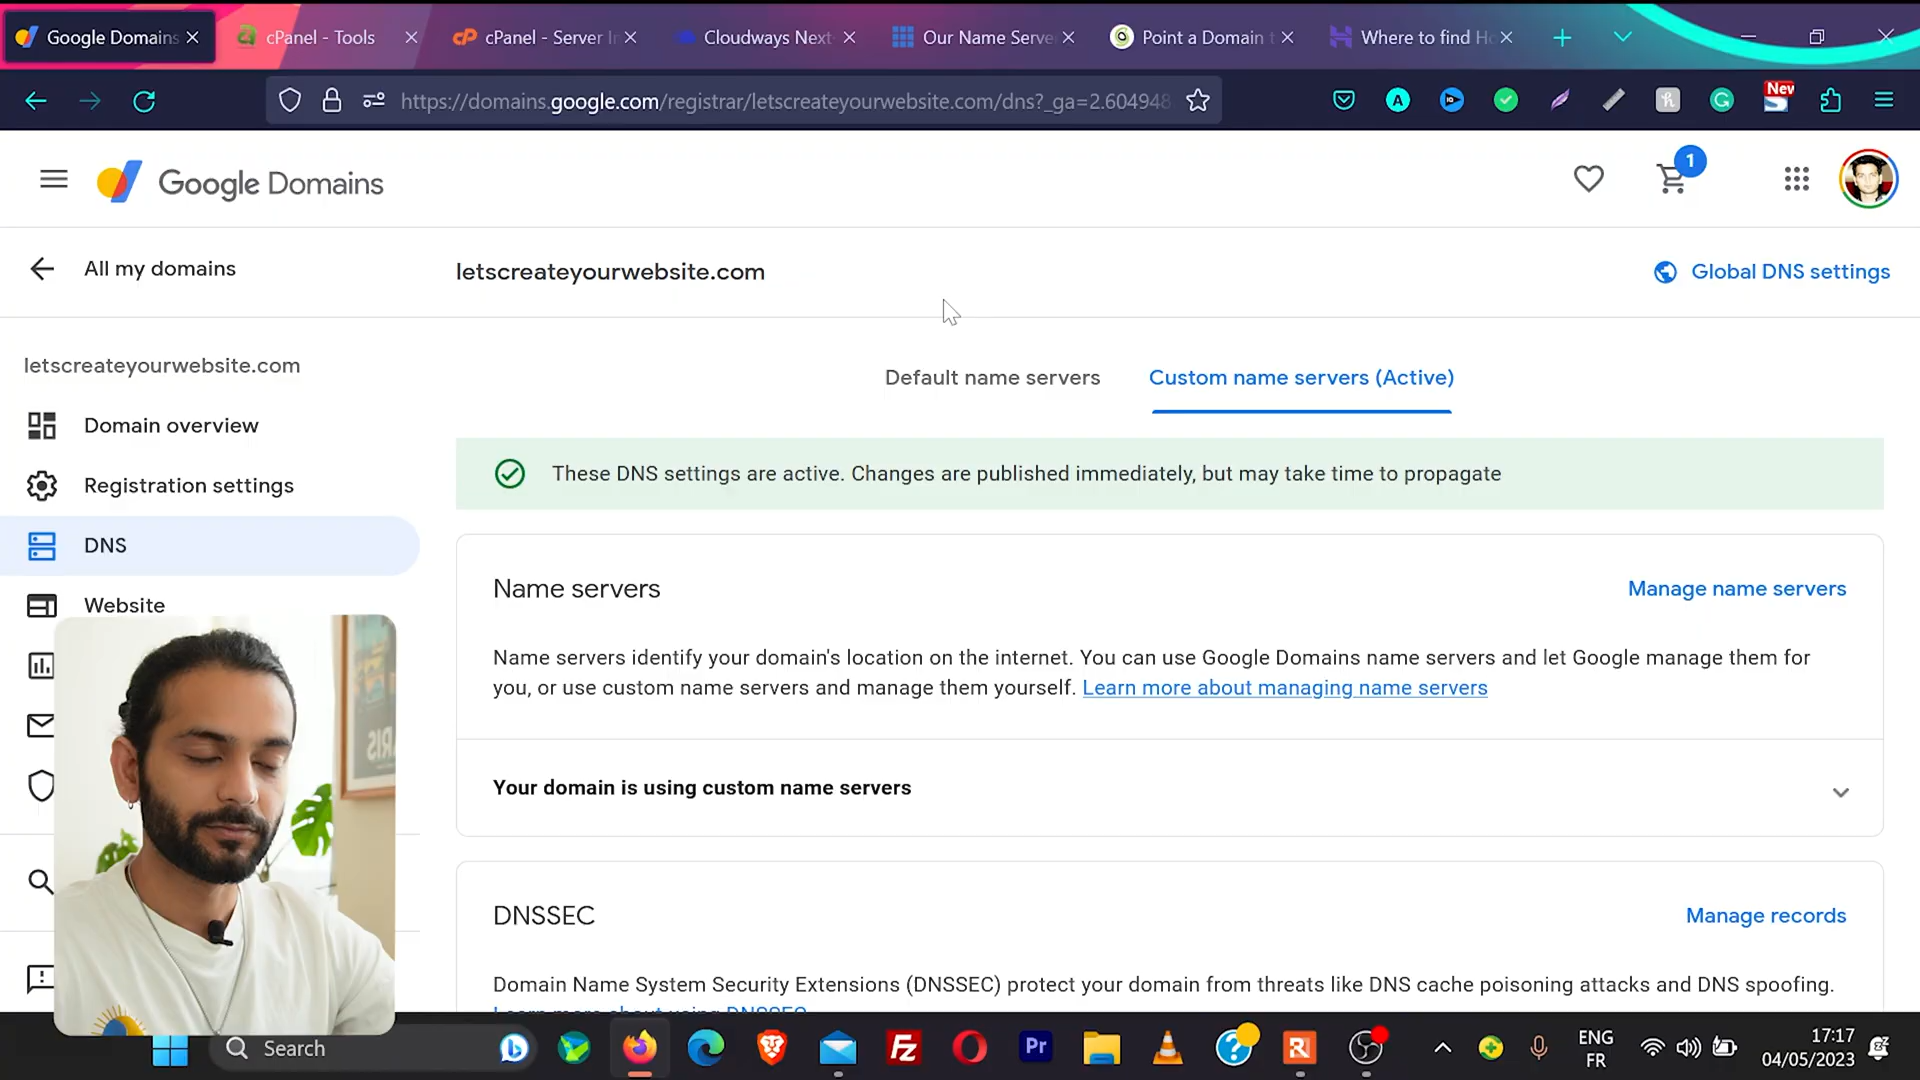 Google Domains
cPanel - Tools
cPanel - Server I
Cloudways Next-
Our Name Serve
Point a Domain t
Where to find Ho
https://domains.google.com/registrar/letscreateyourwebsite.com/dns?_ga=2.604948
New
Google Domains
1
All my domains
letscreateyourwebsite.com
Global DNS settings
letscreateyourwebsite.com
Default name servers
Custom name servers (Active)
Domain overview
These DNS settings are active. Changes are published immediately, but may take time to propagate
Registration settings
DNS
Website
Name servers
Manage name servers
Name servers identify your domain's location on the internet. You can use Google Domains name servers and let Google manage them for
you, or use custom name servers and manage them yourself. Learn more about managing name servers
Your domain is using custom name servers
DNSSEC
Manage records
Domain Name System Security Extensions (DNSSEC) protect your domain from threats like DNS cache poisoning attacks and DNS spoofing.
Learn more about using DNSSEC
PARIS
Search
ENG
FR
17:17
04/05/2023